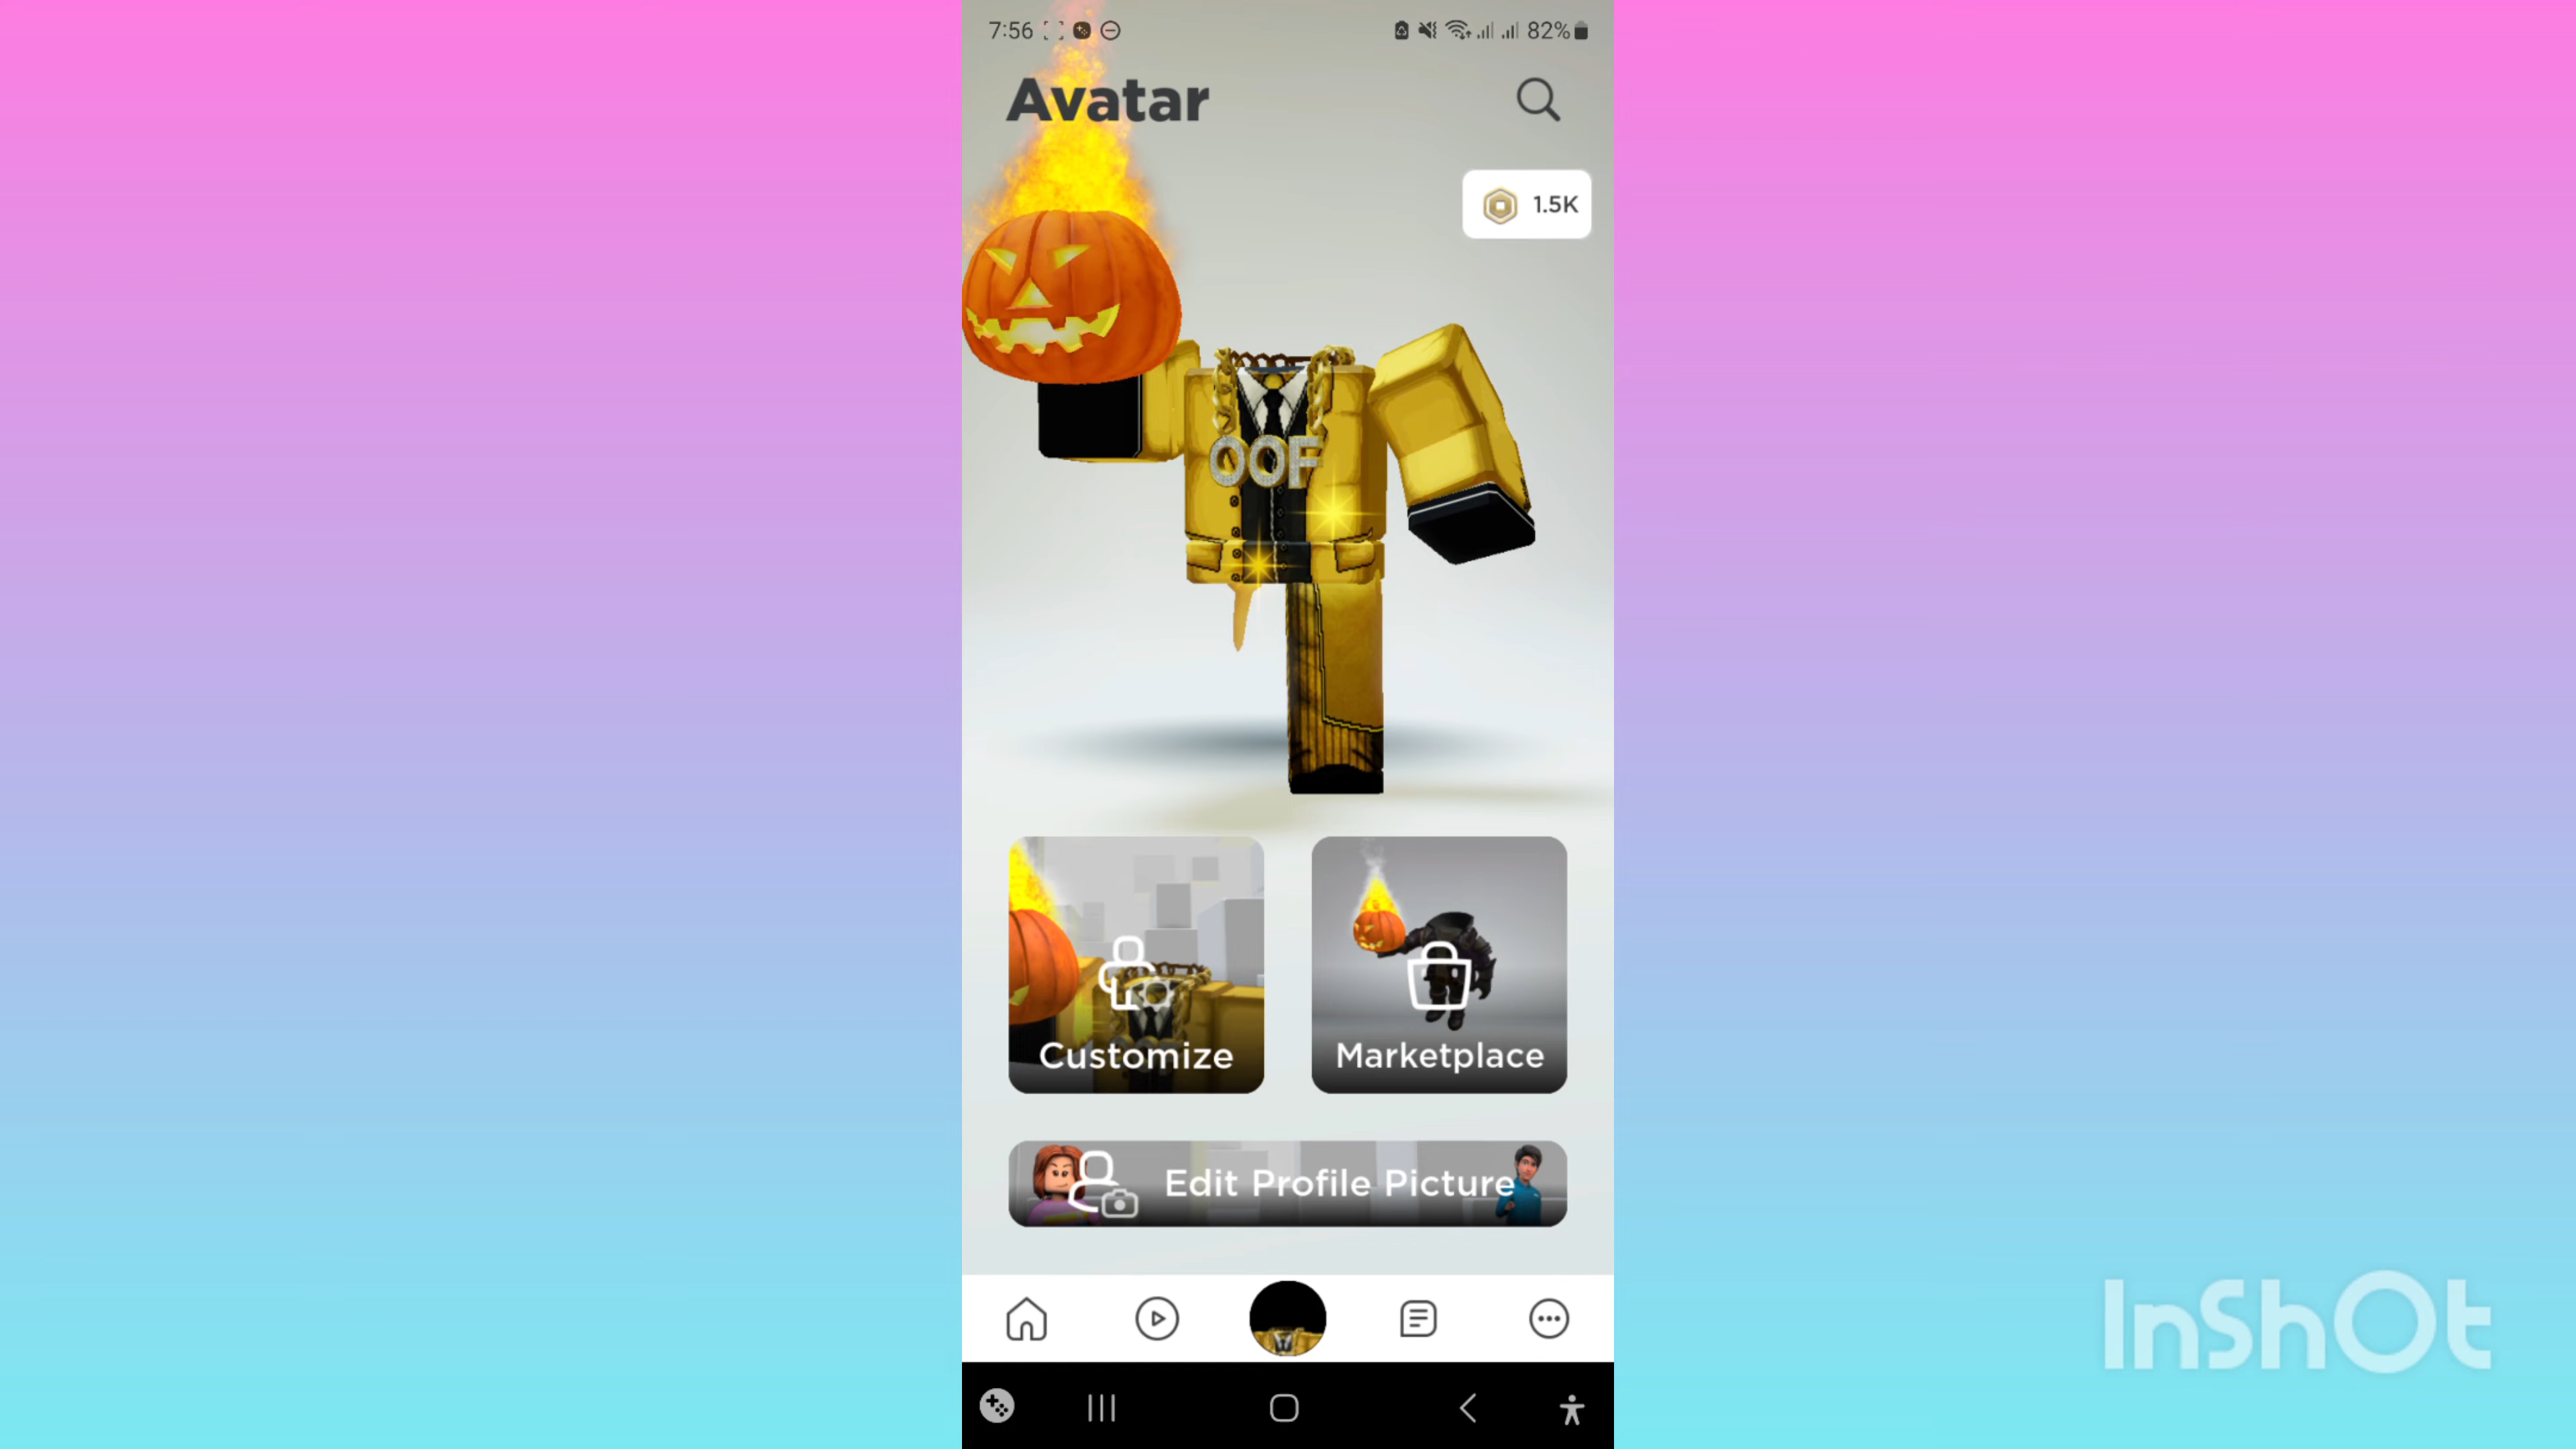 7:56
82%
Avatar
1.5K
OOF
Customize
Marketplace
Edit Profile Picture
InShOt